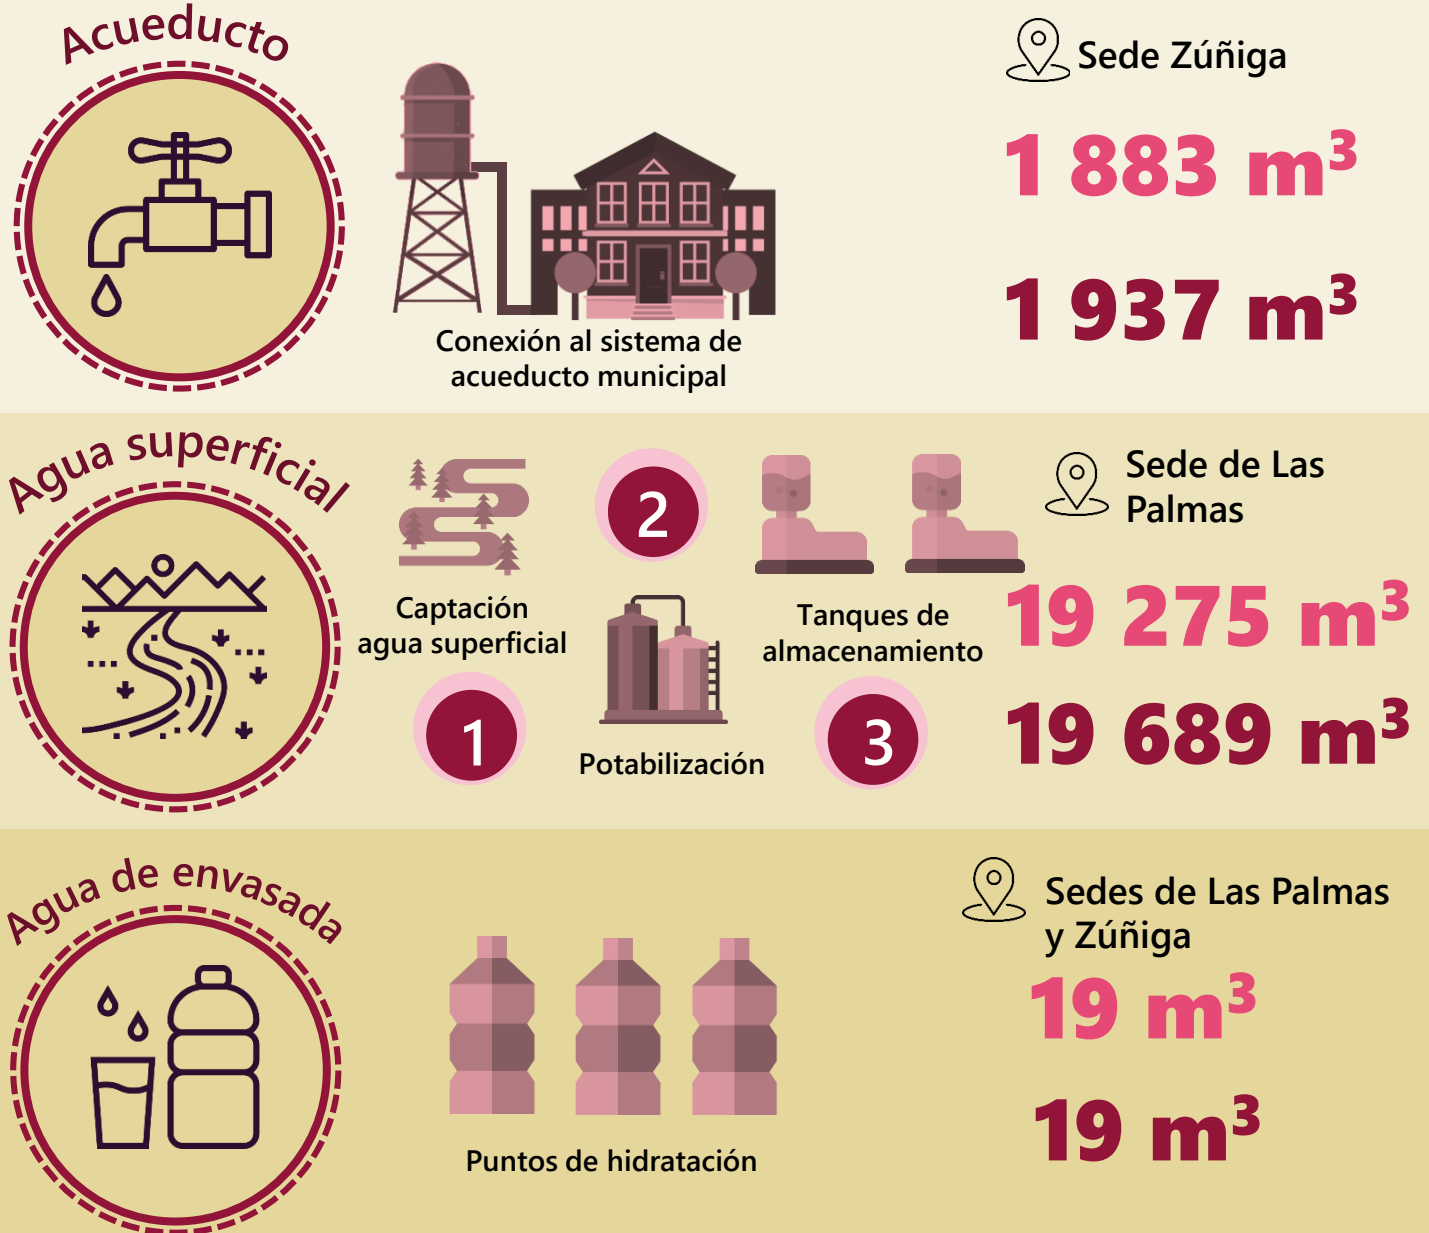 Acueducto
Sede Zúñiga
1 883 m³
1 937 m³
Conexión al sistema de
acueducto municipal
Agua superficial
Captación
agua superficial
1
2
Potabilización
Tanques de
almacenamiento
3
Sede de Las
Palmas
19 275 m³
19 689 m³
Agua de envasada
Puntos de hidratación
Sedes de Las Palmas
y Zúñiga
19 m³
19 m³